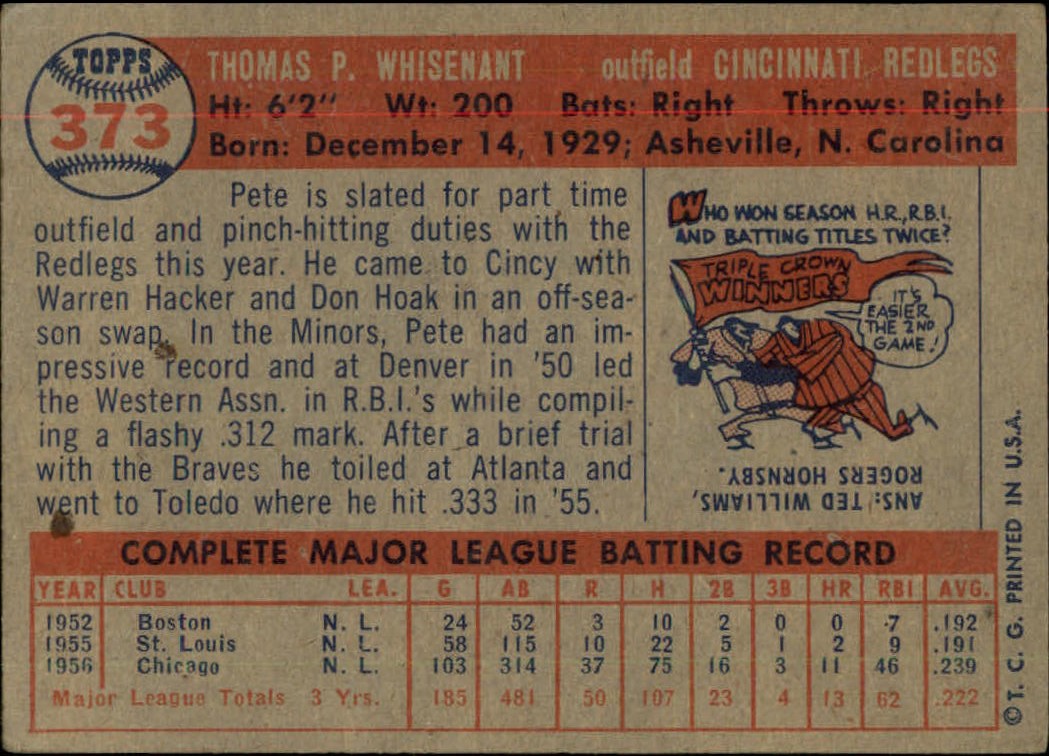 TOPPS
373
THOMAS P. WHISENANT outfield CINCINNATI REDLEGS
Ht: 6'2" Wt: 200 Bats: Right Throws: Right
Born: December 14, 1929; Asheville, N. Carolina
Pete is slated for part time
outfield and pinch-hitting duties with the
Redlegs this year. He came to Cincy with
Warren Hacker and Don Hoak in an off-sea-
son swap. In the Minors, Pete had an im-
pressive record and at Denver in '50 led
the Western Assn. in R.B.I.'s while compil-
ing a flashy .312 mark. After a brief trial
with the Braves he toiled at Atlanta and
went to Toledo where he hit .333 in '55.
WHO WON SEASON H.R., R.B.I.
AND BATTING TITLES TWICE?
TRIPLE CROWN
WINNERS
IT'S
EASIER
THE 2ND
GAME!
ANS: TED WILLIAMS,
ROGERS HORNSBY.
COMPLETE MAJOR LEAGUE BATTING RECORD
YEAR CLUB LEA. G AB R H 2B 3B HR RBI AVG.
1952 Boston N. L. 24 52 3 10 2 0 0 7 .192
1955 St. Louis N. L. 58 115 10 22 5 1 2 9 .191
1956 Chicago N. L. 103 314 37 75 16 3 11 46 .239
Major League Totals 3 Yrs. 185 481 50 107 23 4 13 62 .222
© T. C. G. PRINTED IN U.S.A.